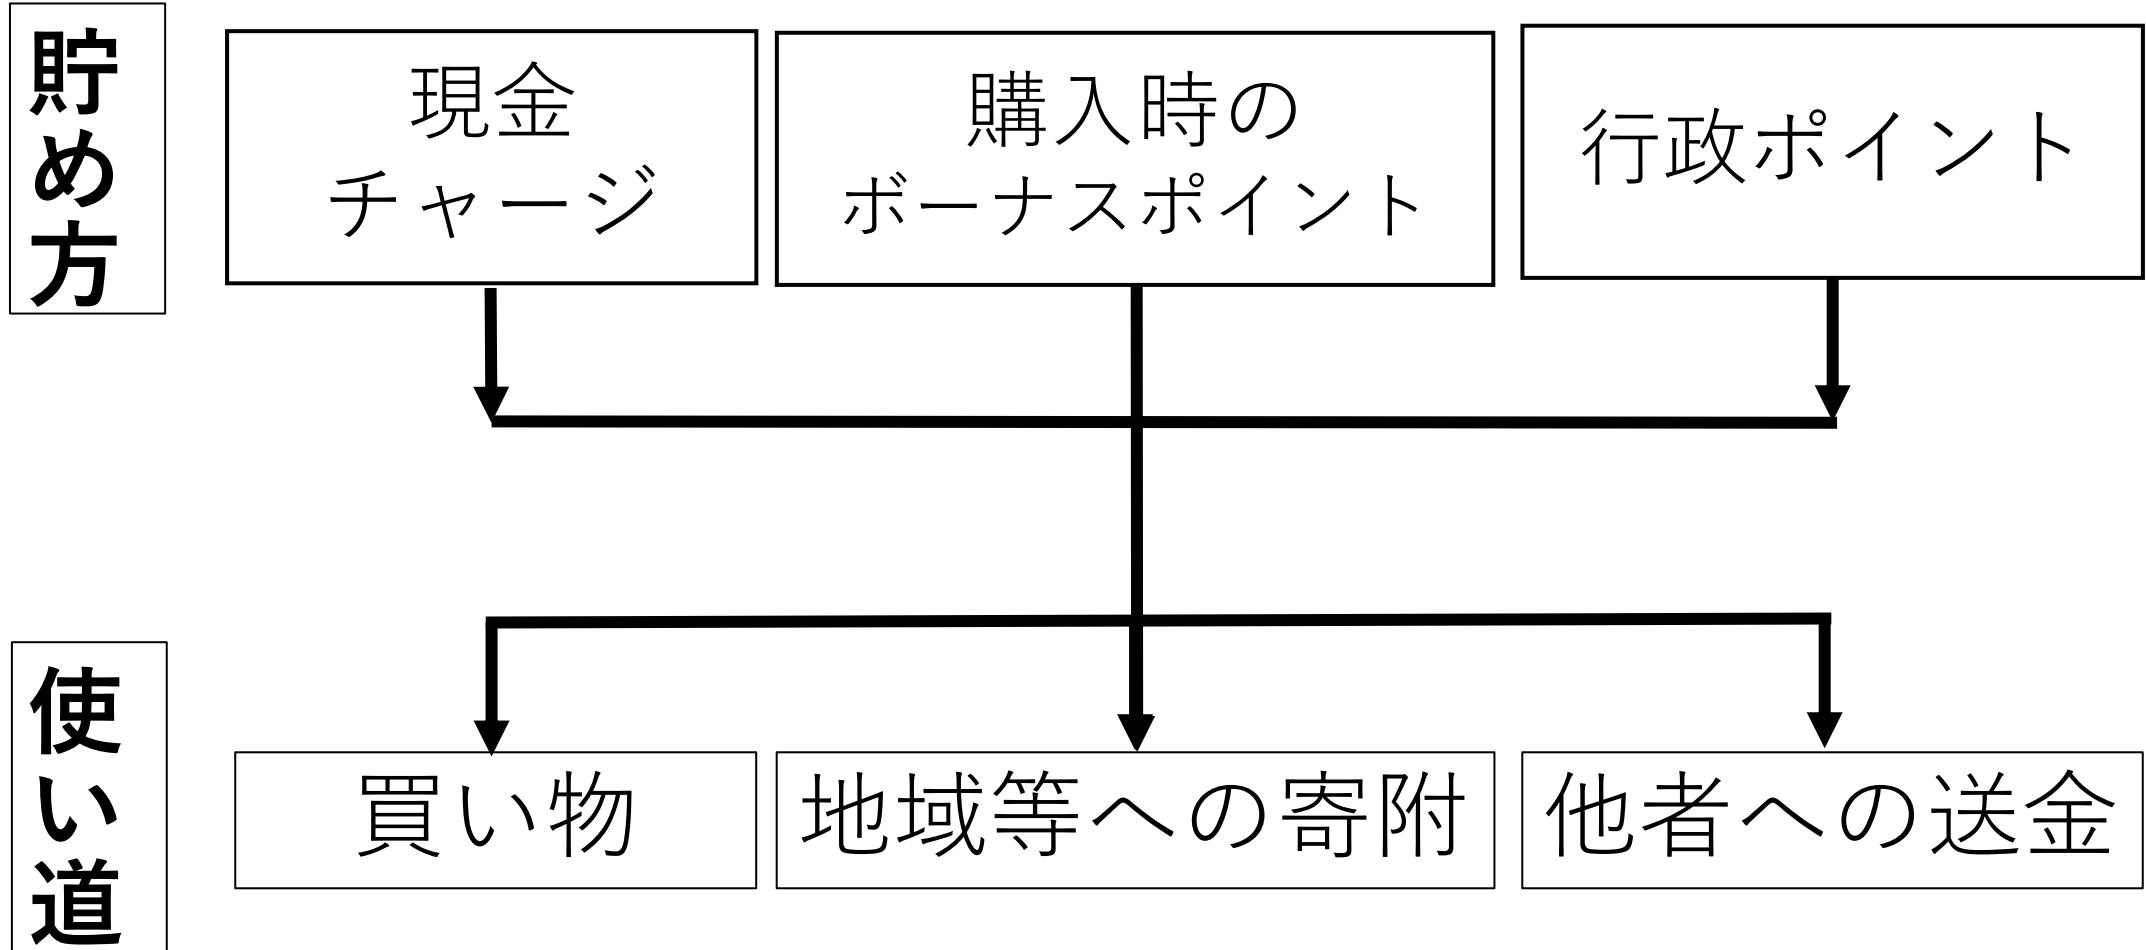 貯め方
現金
チャージ
購入時の
ボーナスポイント
行政ポイント
使い道
買い物
地域等への寄附
他者への送金